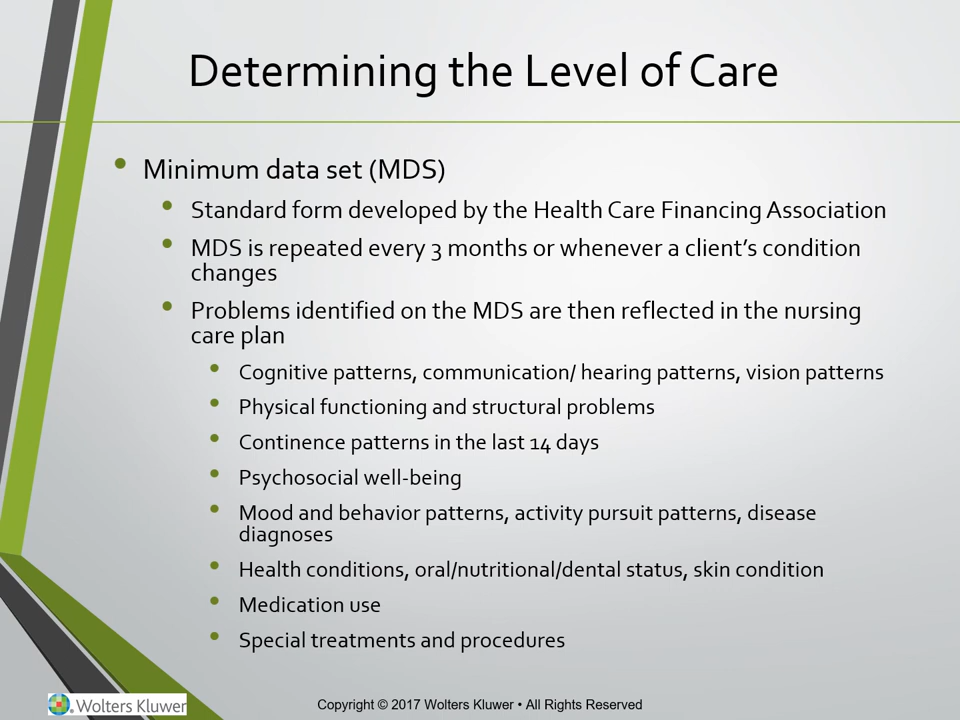 Determining the Level of Care
• Minimum data set (MDS)
• Standard form developed by the Health Care Financing Association
• MDS is repeated every 3 months or whenever a client's condition
changes
• Problems identified on the MDS are then reflected in the nursing
care plan
• Cognitive patterns, communication/ hearing patterns, vision patterns
• Physical functioning and structural problems
• Continence patterns in the last 14 days
• Psychosocial well-being
• Mood and behavior patterns, activity pursuit patterns, disease
diagnoses
• Health conditions, oral/nutritional/dental status, skin condition
• Medication use
• Special treatments and procedures
Wolters Kluwer
Copyright © 2017 Wolters Kluwer • All Rights Reserved